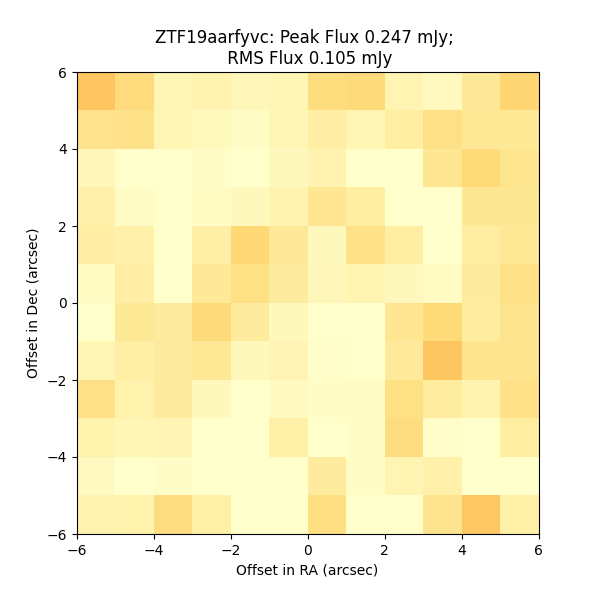 ZTF19aarfyvc: Peak Flux 0.247 mJy;
RMS Flux 0.105 mJy
6
4
2
0
−2
−4
−6
Offset in Dec (arcsec)
−6 −4 −2 0 2 4 6
Offset in RA (arcsec)